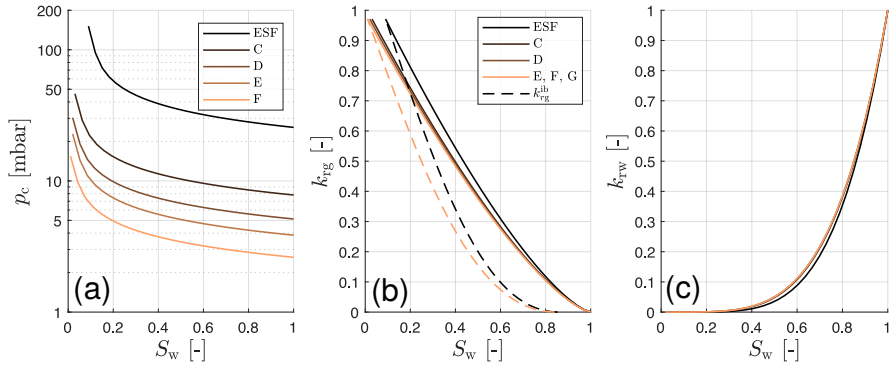 200
100
50
10
5
1
p_c [mbar]
0
0.2
0.4
0.6
0.8
1
S_w [-]
(a)
ESF
C
D
E
F
1
0.9
0.8
0.7
0.6
0.5
0.4
0.3
0.2
0.1
0
k_rg [-]
0
0.2
0.4
0.6
0.8
1
S_w [-]
(b)
ESF
C
D
E, F, G
k_rg^ib
1
0.9
0.8
0.7
0.6
0.5
0.4
0.3
0.2
0.1
0
k_rw [-]
0
0.2
0.4
0.6
0.8
1
S_w [-]
(c)